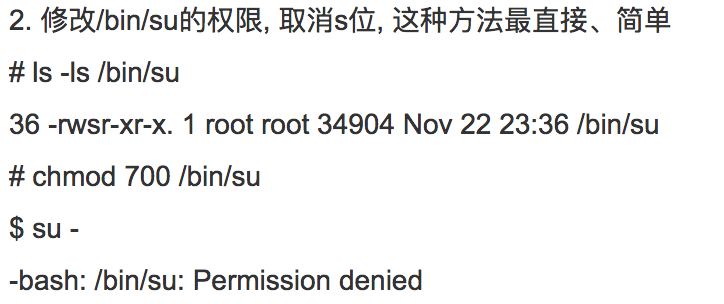 2. 修改/bin/su的权限, 取消s位, 这种方法最直接、简单
# ls -ls /bin/su
36 -rwsr-xr-x. 1 root root 34904 Nov 22 23:36 /bin/su
# chmod 700 /bin/su
$ su -
-bash: /bin/su: Permission denied